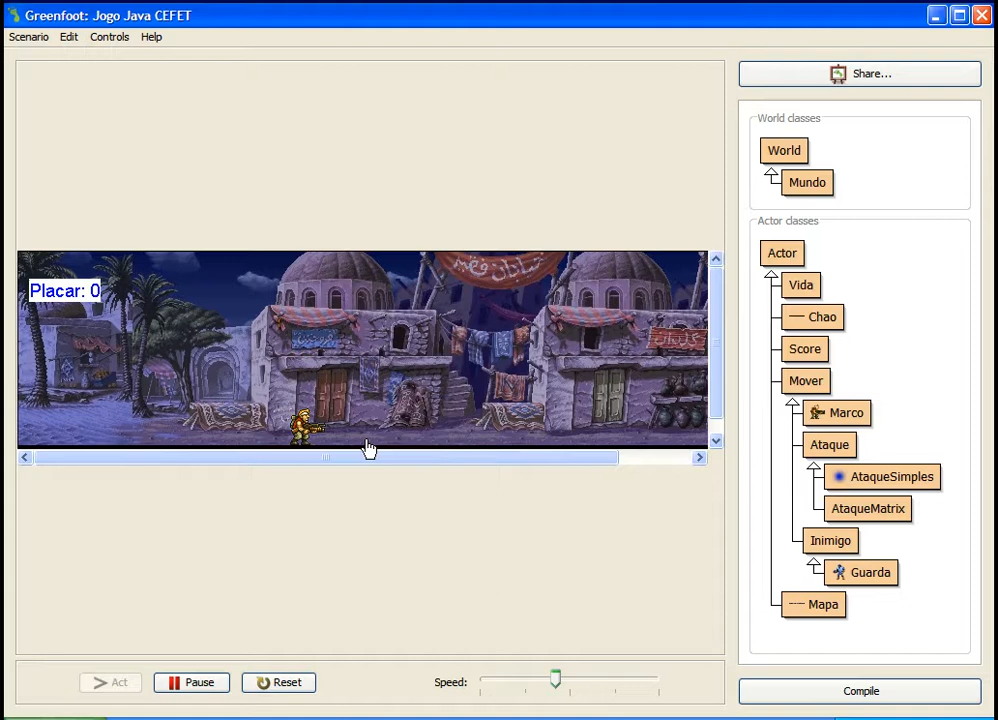 Greenfoot: Jogo Java CEFET
Scenario Edit Controls Help
Share...
World classes
World
Mundo
Actor classes
Actor
Vida
Chao
Score
Mover
Marco
Ataque
AtaqueSimples
AtaqueMatrix
Inimigo
Guarda
Mapa
Placar: 0
Act Pause Reset Speed:
Compile